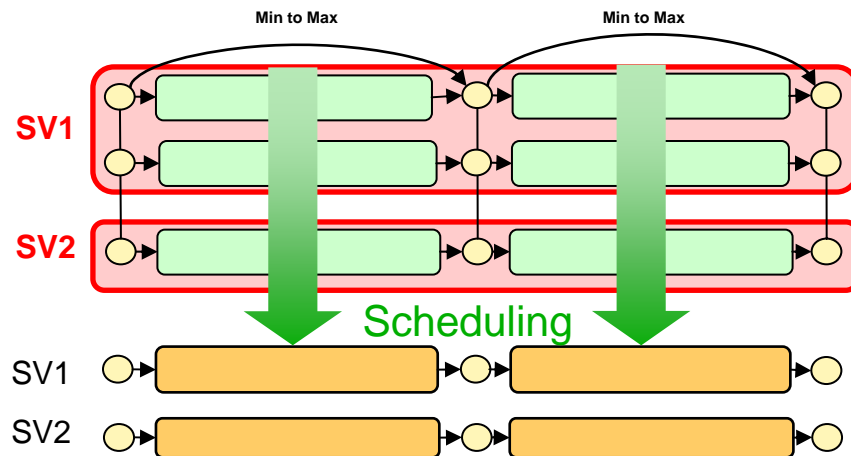 Min to Max
Min to Max
SV1
SV2
Scheduling
SV1
SV2